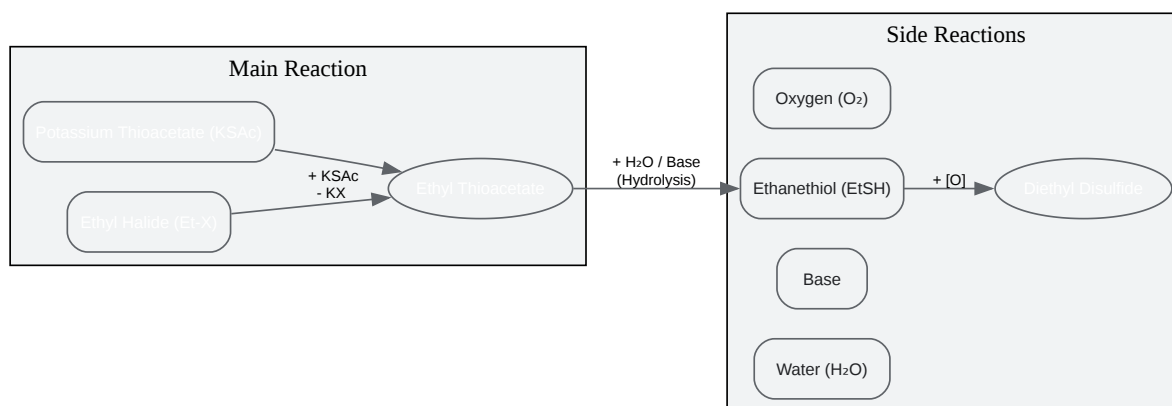 Main Reaction
Potassium Thioacetate (KSAc)
Ethyl Halide (Et-X)
+ KSAc
- KX
Ethyl Thioacetate
+ H₂O / Base
(Hydrolysis)
Side Reactions
Oxygen (O₂)
Ethanethiol (EtSH)
+ [O]
Diethyl Disulfide
Base
Water (H₂O)